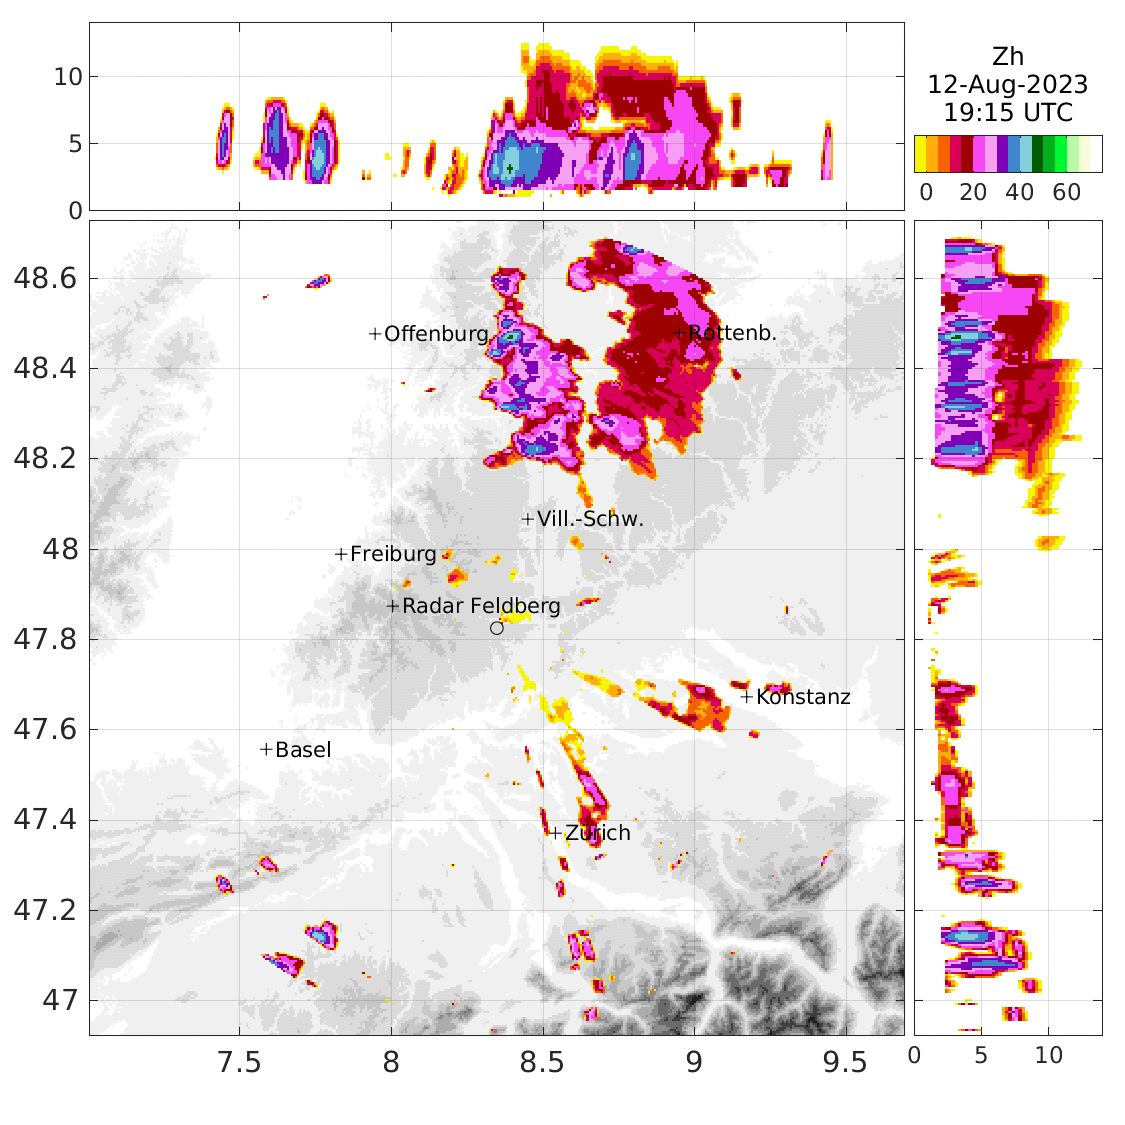 Zh
12-Aug-2023
19:15 UTC
0 20 40 60
10
5
0
48.6
48.4
48.2
48
47.8
47.6
47.4
47.2
47
Offenburg
Rottenb.
Vill.-Schw.
Freiburg
Radar Feldberg
Konstanz
Basel
Zürich
7.5 8 8.5 9 9.5
0 5 10